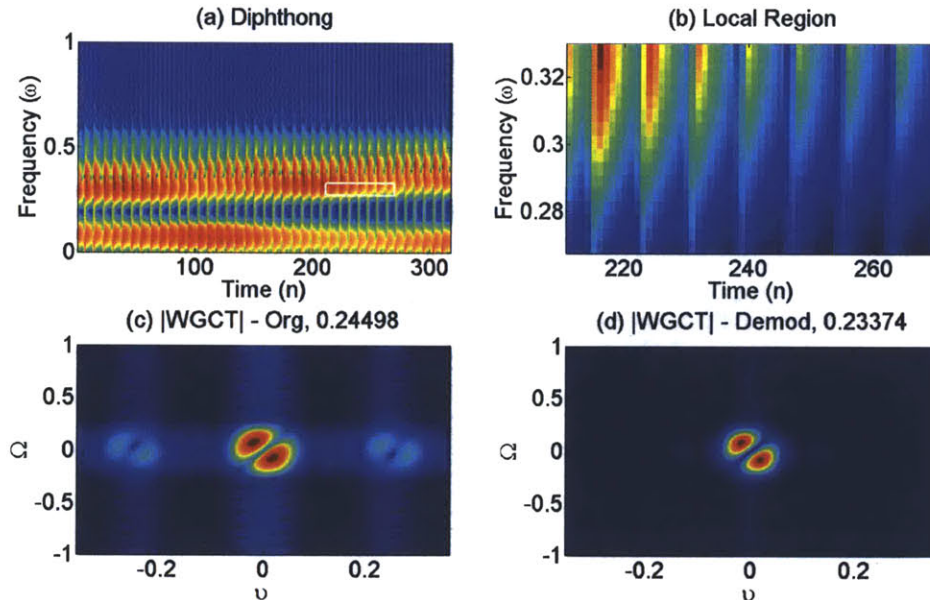 (a) Diphthong
(b) Local Region
Frequency (ω)
1
0.5
0
100
200
300
Time (n)
Frequency (ω)
0.32
0.3
0.28
220
240
260
Time (n)
(c) |WGCT| - Org, 0.24498
(d) |WGCT| - Demod, 0.23374
Ω
1
0.5
0
-0.5
-1
-0.2
0
0.2
υ
Ω
1
0.5
0
-0.5
-1
-0.2
0
0.2
υ